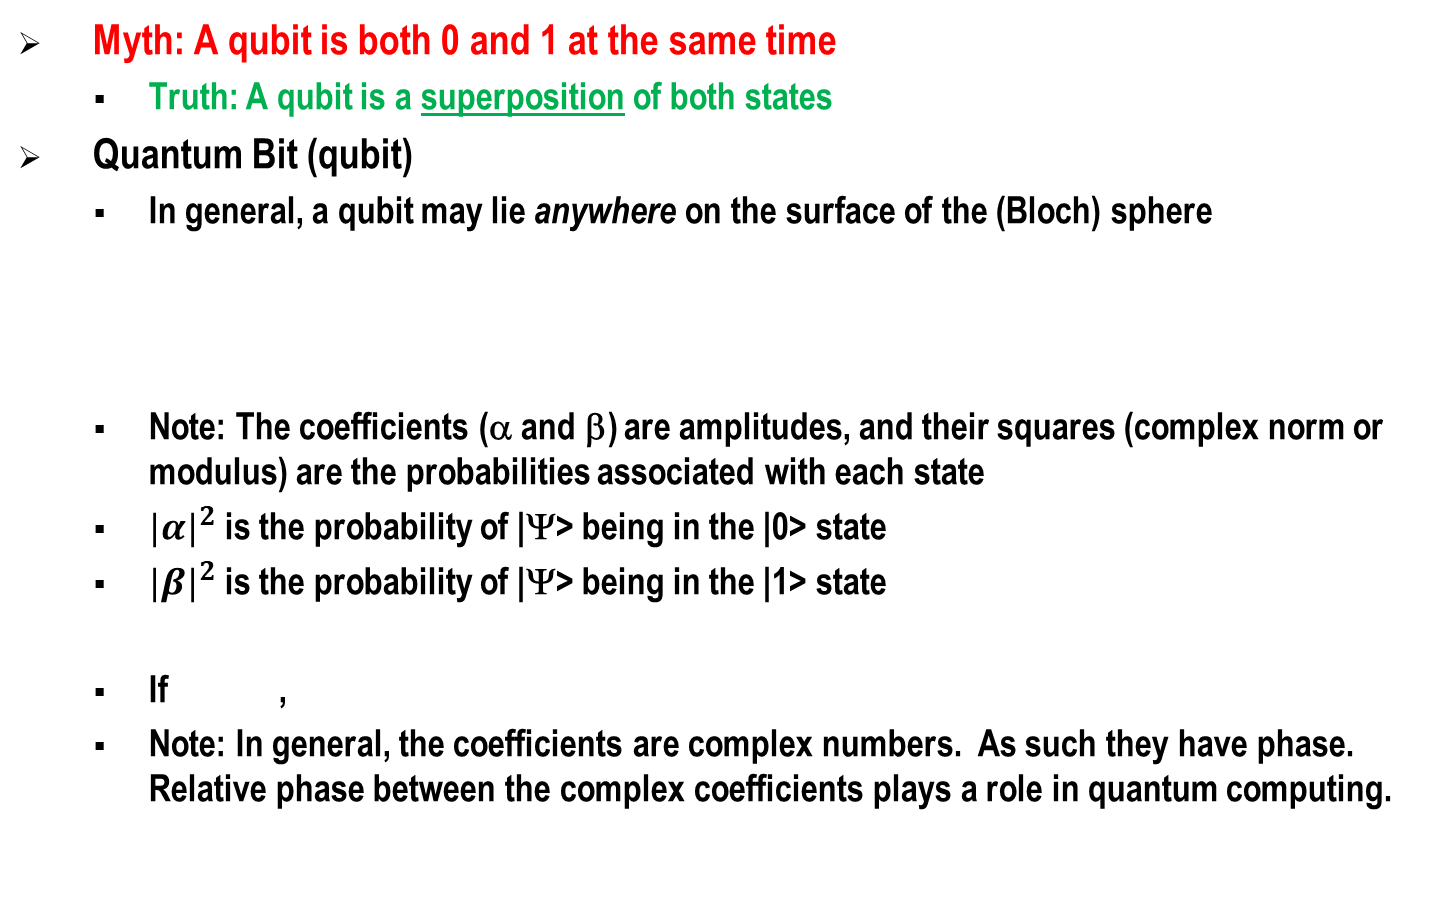 ➢ Myth: A qubit is both 0 and 1 at the same time
▪ Truth: A qubit is a superposition of both states
➢ Quantum Bit (qubit)
▪ In general, a qubit may lie anywhere on the surface of the (Bloch) sphere
▪ Note: The coefficients (α and β) are amplitudes, and their squares (complex norm or
modulus) are the probabilities associated with each state
▪ |α|² is the probability of |Ψ> being in the |0> state
▪ |β|² is the probability of |Ψ> being in the |1> state
▪ If ,
▪ Note: In general, the coefficients are complex numbers. As such they have phase.
Relative phase between the complex coefficients plays a role in quantum computing.